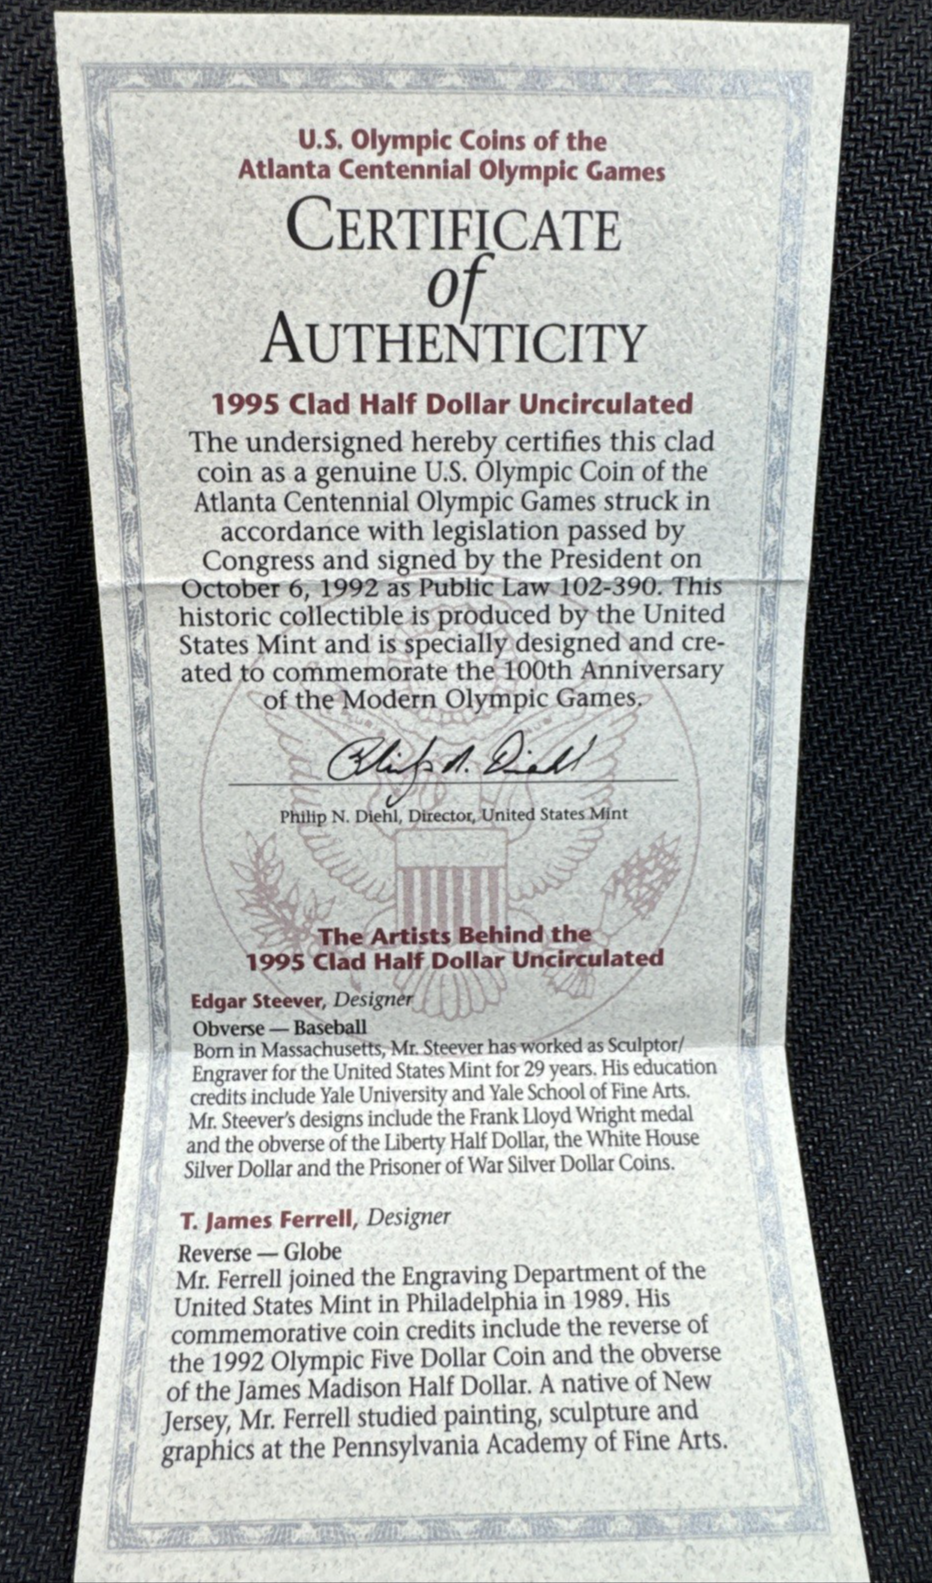 U.S. Olympic Coins of the
Atlanta Centennial Olympic Games
CERTIFICATE
of
AUTHENTICITY
1995 Clad Half Dollar Uncirculated
The undersigned hereby certifies this clad
coin as a genuine U.S. Olympic Coin of the
Atlanta Centennial Olympic Games struck in
accordance with legislation passed by
Congress and signed by the President on
October 6, 1992 as Public Law 102-390. This
historic collectible is produced by the United
States Mint and is specially designed and cre-
ated to commemorate the 100th Anniversary
of the Modern Olympic Games.
Philip N. Diehl
Philip N. Diehl, Director, United States Mint
The Artists Behind the
1995 Clad Half Dollar Uncirculated
Edgar Steever, Designer
Obverse — Baseball
Born in Massachusetts, Mr. Steever has worked as Sculptor/
Engraver for the United States Mint for 29 years. His education
credits include Yale University and Yale School of Fine Arts.
Mr. Steever's designs include the Frank Lloyd Wright medal
and the obverse of the Liberty Half Dollar, the White House
Silver Dollar and the Prisoner of War Silver Dollar Coins.
T. James Ferrell, Designer
Reverse — Globe
Mr. Ferrell joined the Engraving Department of the
United States Mint in Philadelphia in 1989. His
commemorative coin credits include the reverse of
the 1992 Olympic Five Dollar Coin and the obverse
of the James Madison Half Dollar. A native of New
Jersey, Mr. Ferrell studied painting, sculpture and
graphics at the Pennsylvania Academy of Fine Arts.